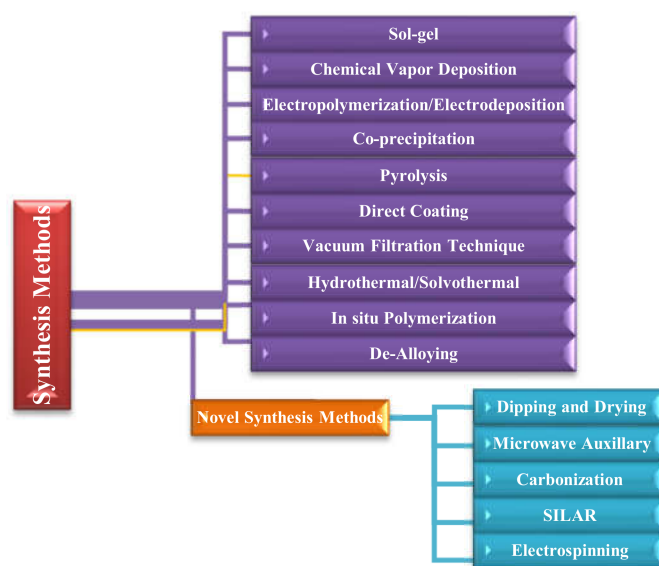 Synthesis Methods
Sol-gel
Chemical Vapor Deposition
Electropolymerization/Electrodeposition
Co-precipitation
Pyrolysis
Direct Coating
Vacuum Filtration Technique
Hydrothermal/Solvothermal
In situ Polymerization
De-Alloying
Novel Synthesis Methods
Dipping and Drying
Microwave Auxillary
Carbonization
SILAR
Electrospinning